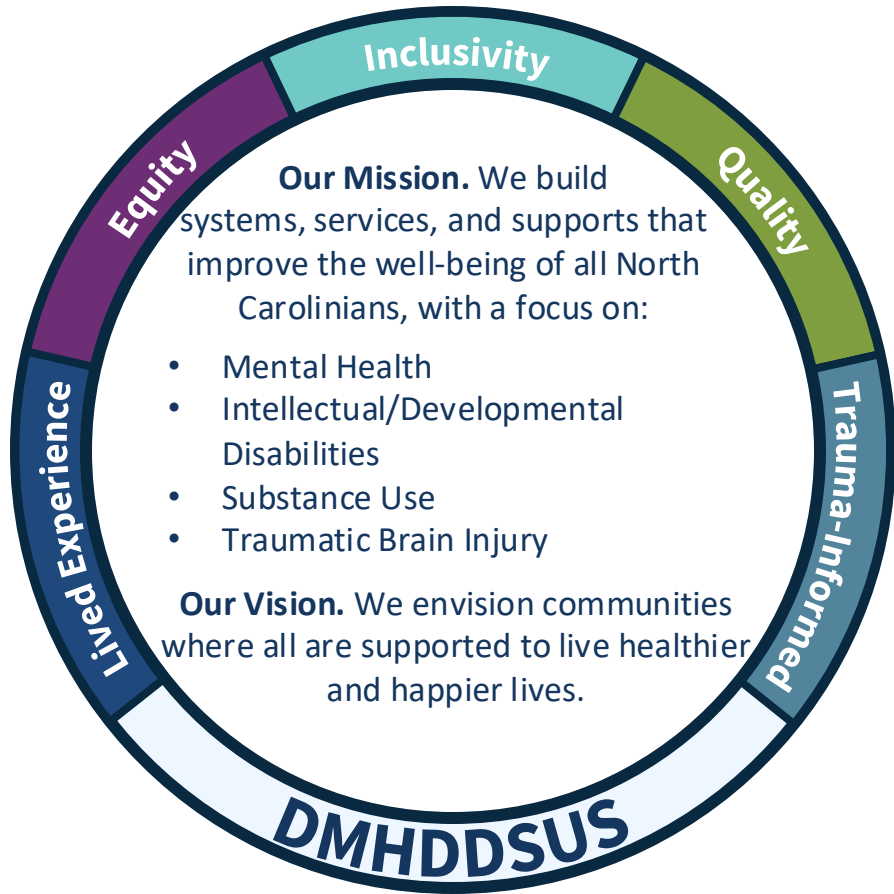 Inclusivity
Equity
Quality
Our Mission. We build
systems, services, and supports that
improve the well-being of all North
Carolinians, with a focus on:
• Mental Health
• Intellectual/Developmental
Disabilities
• Substance Use
• Traumatic Brain Injury
Our Vision. We envision communities
where all are supported to live healthier
and happier lives.
Lived Experience
Trauma-Informed
DMHDDSUS